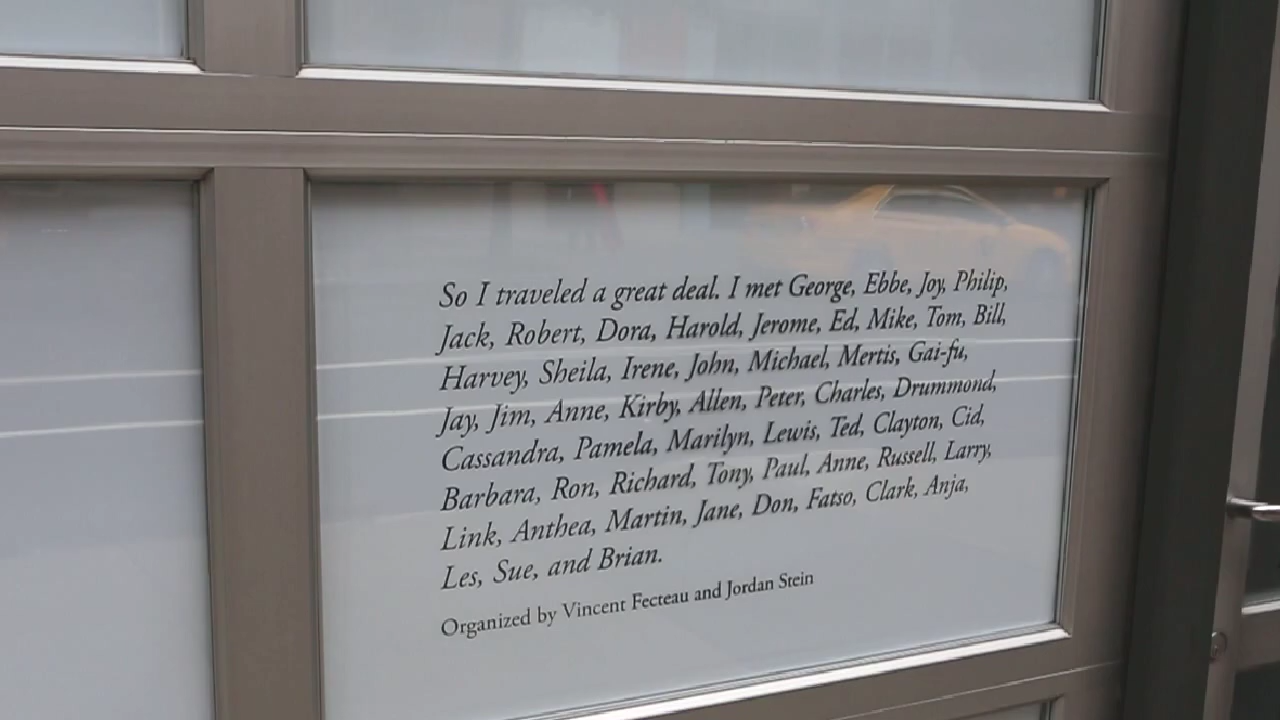 So I traveled a great deal. I met George, Ebbe, Joy, Philip,
Jack, Robert, Dora, Harold, Jerome, Ed, Mike, Tom, Bill,
Harvey, Sheila, Irene, John, Michael, Mertis, Gai-fu,
Jay, Jim, Anne, Kirby, Allen, Peter, Charles, Drummond,
Cassandra, Pamela, Marilyn, Lewis, Ted, Clayton, Cid,
Barbara, Ron, Richard, Tony, Paul, Anne, Russell, Larry,
Link, Anthea, Martin, Jane, Don, Fatso, Clark, Anja,
Les, Sue, and Brian.
Organized by Vincent Fecteau and Jordan Stein